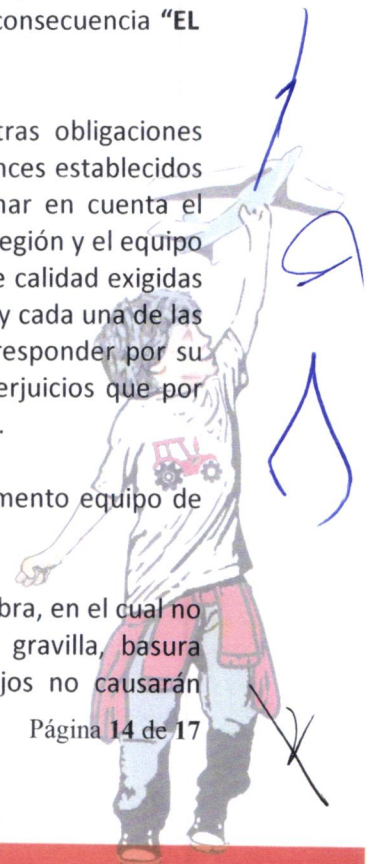 consecuencia “EL
tras obligaciones
nces establecidos
nar en cuenta el
egión y el equipo
e calidad exigidas
y cada una de las
responder por su
erjuicios que por
.
mento equipo de
bra, en el cual no
gravilla, basura
jos no causarán
Página 14 de 17